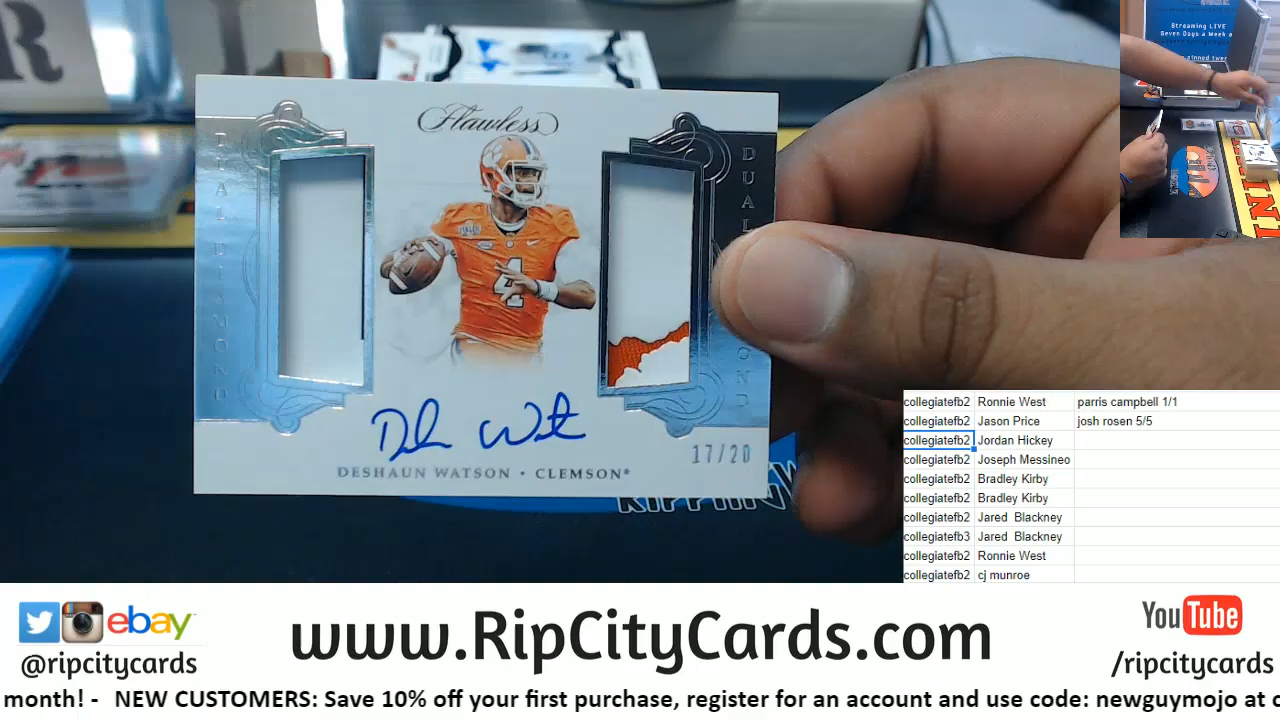 Streaming LIVE
Seven Days a Week a
Flawless
DUAL DIAMOND
DUAL
OND
4
17/20
DESHAUN WATSON • CLEMSON®
collegiatefb2 Ronnie West parris campbell 1/1
collegiatefb2 Jason Price josh rosen 5/5
collegiatefb2 Jordan Hickey
collegiatefb2 Joseph Messineo
collegiatefb2 Bradley Kirby
collegiatefb2 Bradley Kirby
collegiatefb2 Jared Blackney
collegiatefb3 Jared Blackney
collegiatefb2 Ronnie West
collegiatefb2 cj munroe
ebay
@ripcitycards
www.RipCityCards.com
YouTube
/ripcitycards
month! - NEW CUSTOMERS: Save 10% off your first purchase, register for an account and use code: newguymojo at c